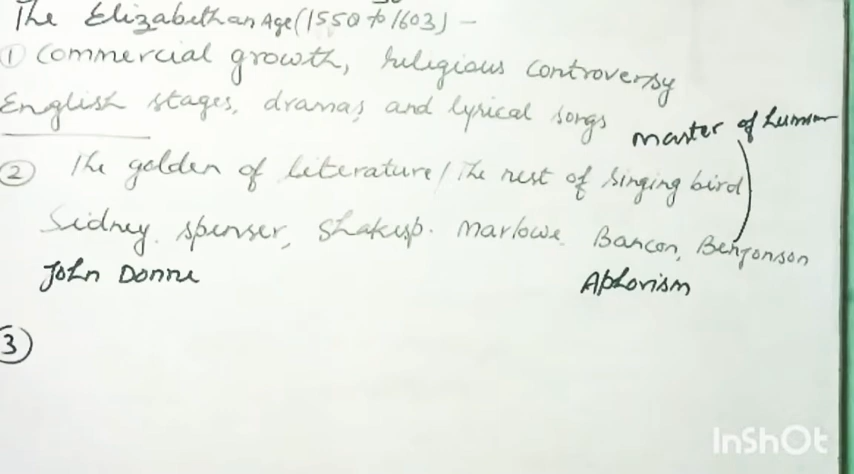 The Elizabethan Age (1550 to 1603) -
① Commercial growth, religious controversy
English stages, dramas, and lyrical songs
master of humour
② The golden of literature / The nest of singing bird
Sidney, spenser, Shakesp. Marlowe, Bancon, Benjonson
John Donne
Aphorism
③
InShOt